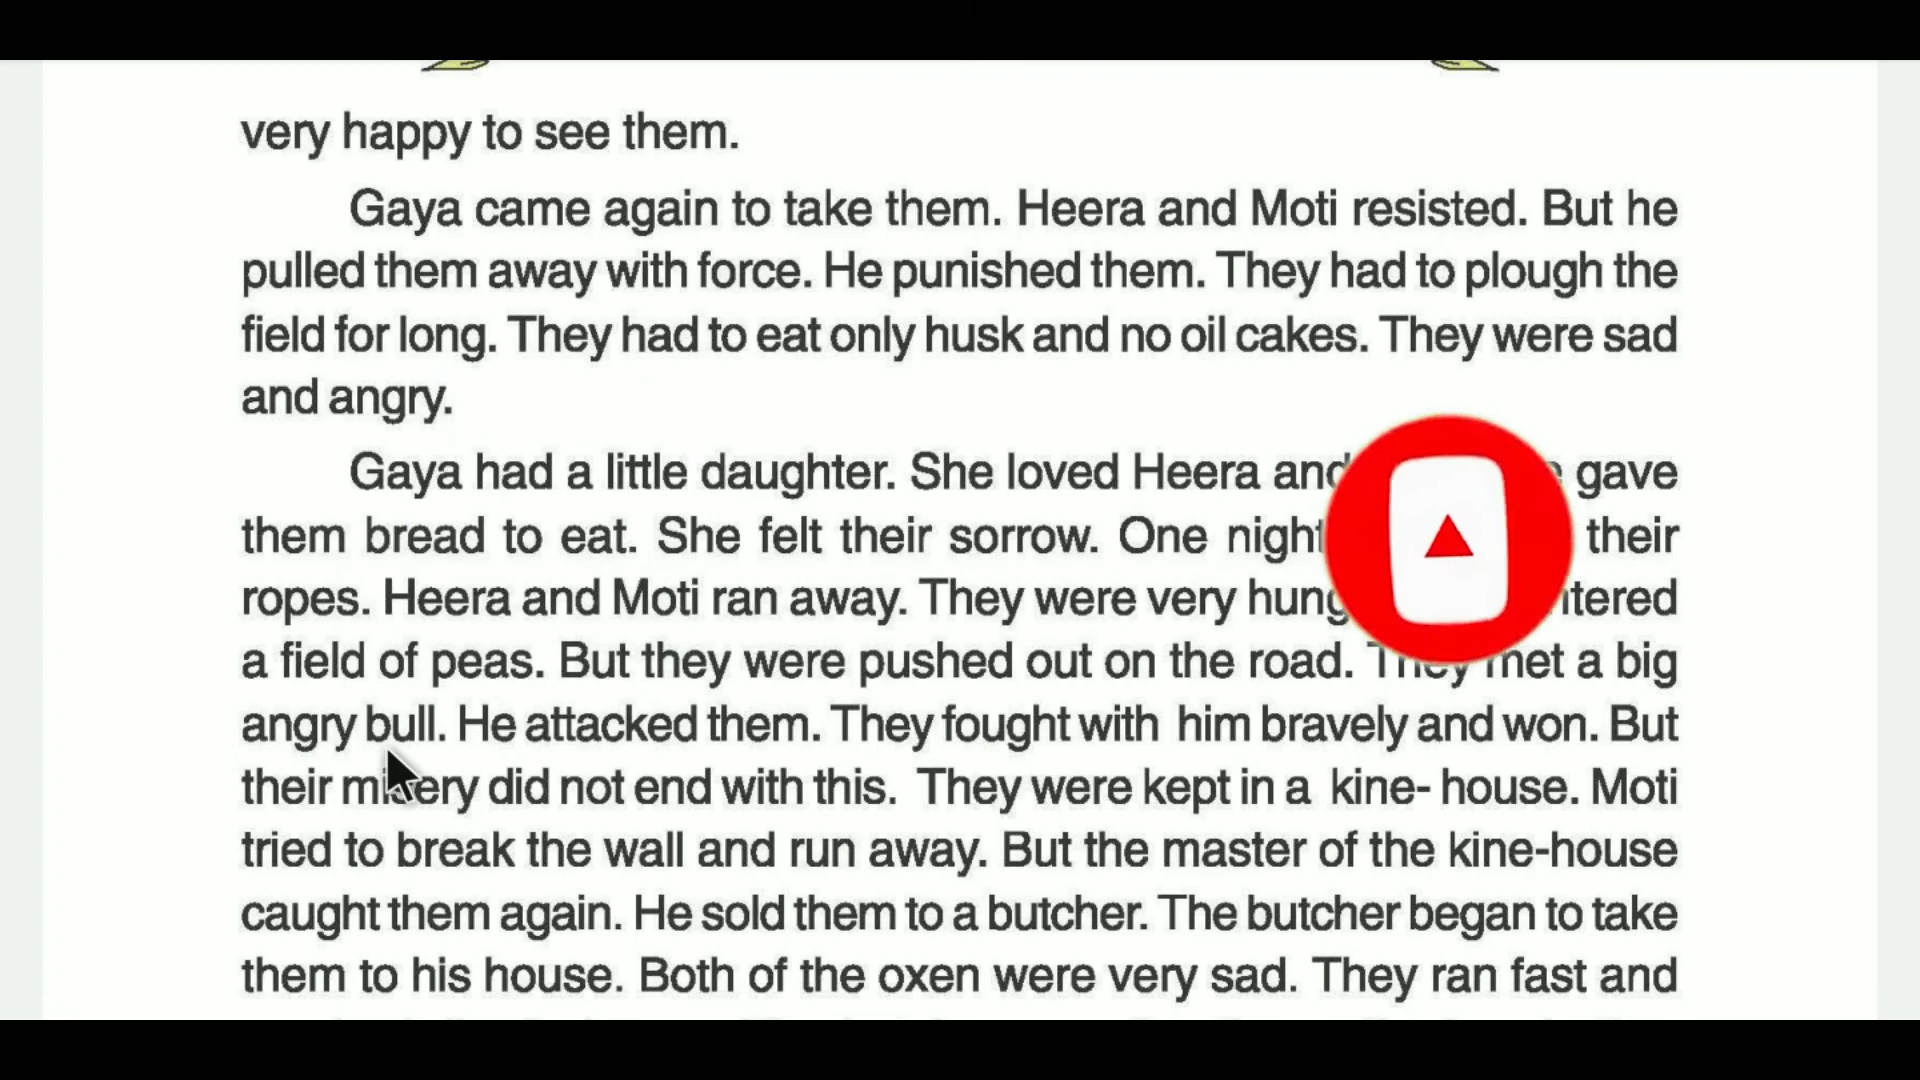 very happy to see them.
Gaya came again to take them. Heera and Moti resisted. But he
pulled them away with force. He punished them. They had to plough the
field for long. They had to eat only husk and no oil cakes. They were sad
and angry.
Gaya had a little daughter. She loved Heera and gave
them bread to eat. She felt their sorrow. One night their
ropes. Heera and Moti ran away. They were very
a field of peas. But they were pushed out on the road. They met a big
angry bull. He attacked them. They fought with him bravely and won. But
their misery did not end with this. They were kept in a kine- house. Moti
tried to break the wall and run away. But the master of the kine-house
caught them again. He sold them to a butcher. The butcher began to take
them to his house. Both of the oxen were very sad. They ran fast and